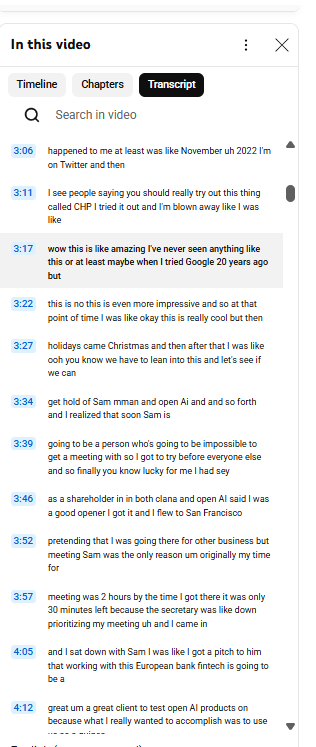 In this video
Timeline
Chapters
Transcript
Search in video
3:06
happened to me at least was like November uh 2022 I'm
on Twitter and then
3:11
I see people saying you should really try out this thing
called CHP I tried it out and I'm blown away like I was
like
3:17
wow this is like amazing I've never seen anything like
this or at least maybe when I tried Google 20 years ago
but
3:22
this is no this is even more impressive and so at that
point of time I was like okay this is really cool but then
3:27
holidays came Christmas and then after that I was like
ooh you know we have to lean into this and let's see if
we can
3:34
get hold of Sam mman and open Ai and and so forth
and I realized that soon Sam is
3:39
going to be a person who's going to be impossible to
get a meeting with so I got to try before everyone else
and so finally you know lucky for me I had sey
3:46
as a shareholder in in both clana and open AI said I was
a good opener I got it and I flew to San Francisco
3:52
pretending that I was going there for other business but
meeting Sam was the only reason um originally my time
for
3:57
meeting was 2 hours by the time I got there it was only
30 minutes left because the secretary was like down
prioritizing my meeting uh and I came in
4:05
and I sat down with Sam I was like I got a pitch to him
that working with this European bank fintech is going to
be a
4:12
great um a great client to test open AI products on
because what I really wanted to accomplish was to use